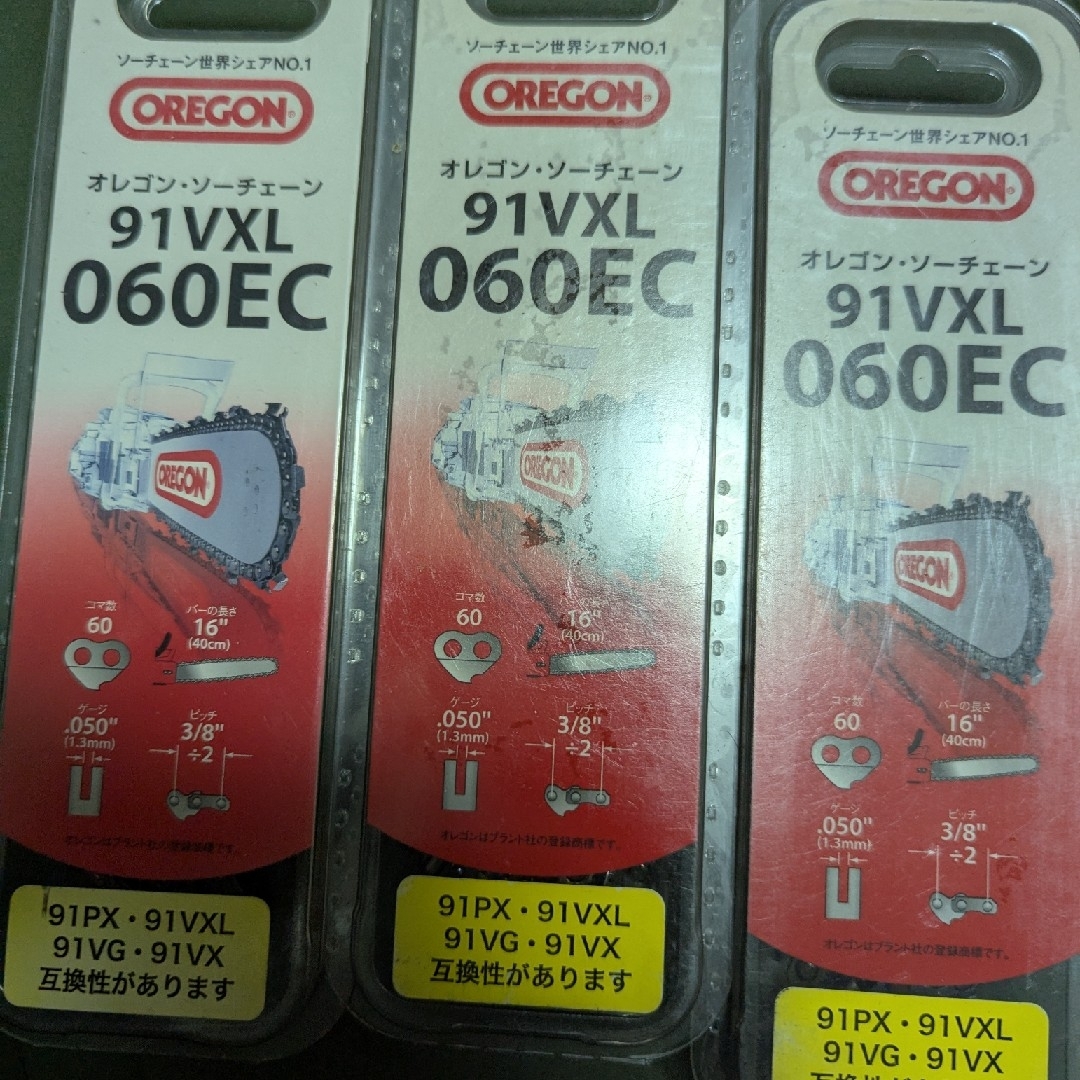 ソーチェーン世界シェアNO.1
OREGON®
オレゴン・ソーチェーン
91VXL
060EC
OREGON
コマ数
60
バーの長さ
16"
(40cm)
ゲージ
.050"
(1.3mm)
ピッチ
3/8"
÷2
オレゴンはブラント社の登録商標です。
91PX・91VXL
91VG・91VX
互換性があります
ソーチェーン世界シェアNO.1
OREGON®
オレゴン・ソーチェーン
91VXL
060EC
OREGON
コマ数
60
16"
(40cm)
ゲージ
.050"
(1.3mm)
ピッチ
3/8"
÷2
オレゴンはブラント社の登録商標です。
91PX・91VXL
91VG・91VX
互換性があります
ソーチェーン世界シェアNO.1
OREGON®
オレゴン・ソーチェーン
91VXL
060EC
OREGON
コマ数
60
バーの長さ
16"
(40cm)
ゲージ
.050"
(1.3mm)
ピッチ
3/8"
÷2
オレゴンはブラント社の登録商標です。
91PX・91VXL
91VG・91VX